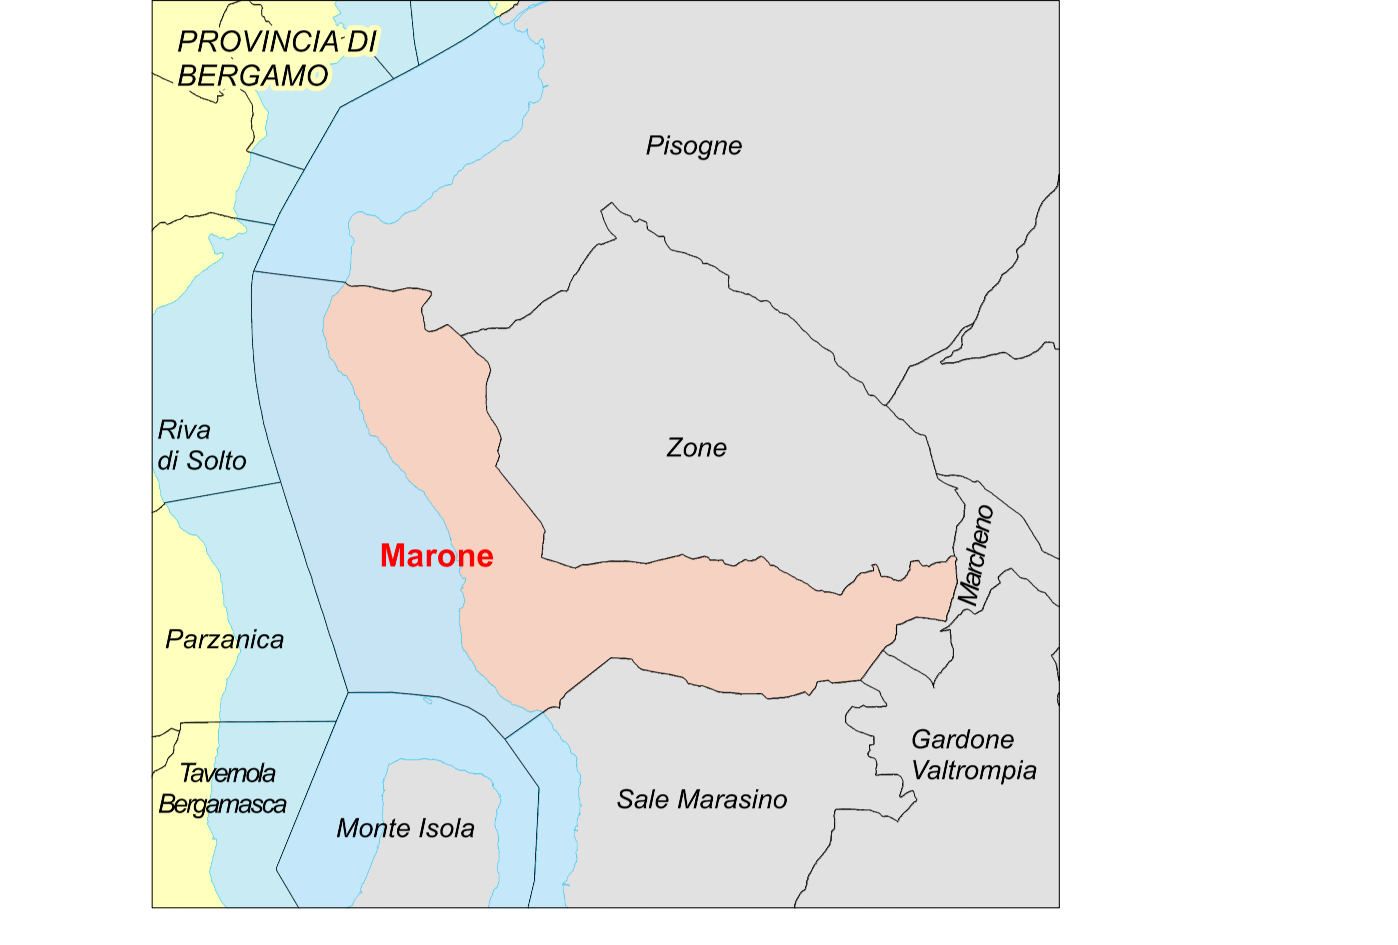 PROVINCIA DI
BERGAMO
Pisogne
Riva
di Solto
Zone
Marcheno
Marone
Parzanica
Gardone
Valtrompia
Tavernola
Bergamasca
Sale Marasino
Monte Isola